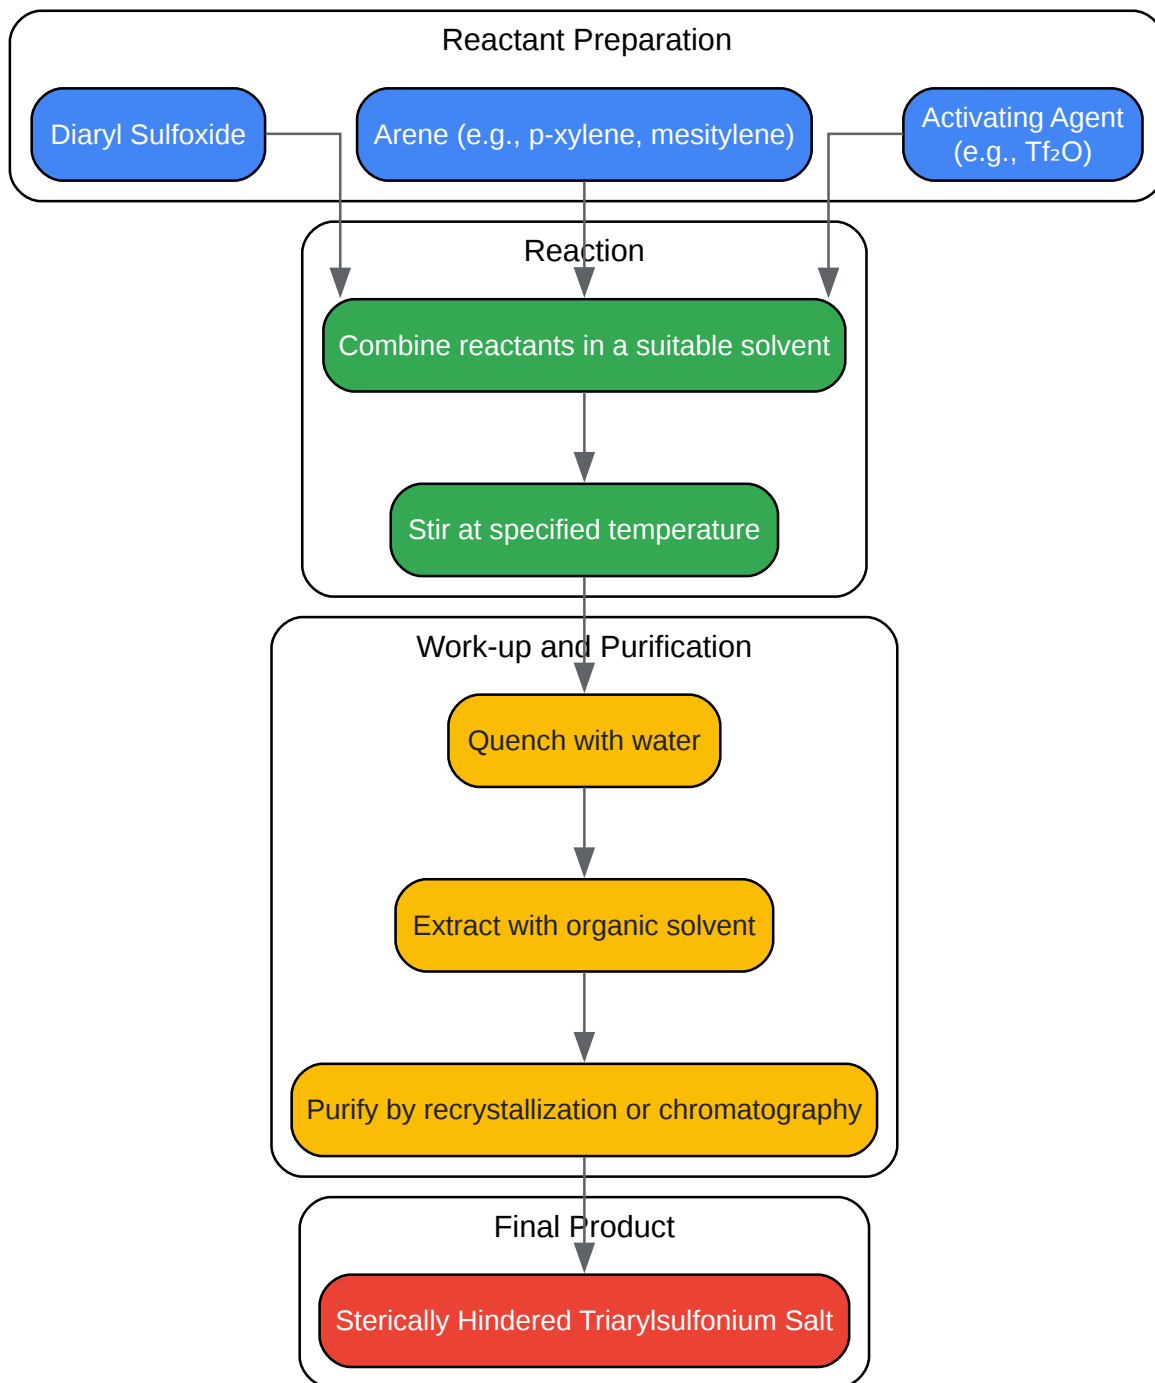 Reactant Preparation
Diaryl Sulfoxide
Arene (e.g., p-xylene, mesitylene)
Activating Agent
(e.g., Tf₂O)
Reaction
Combine reactants in a suitable solvent
Stir at specified temperature
Work-up and Purification
Quench with water
Extract with organic solvent
Purify by recrystallization or chromatography
Final Product
Sterically Hindered Triarylsulfonium Salt